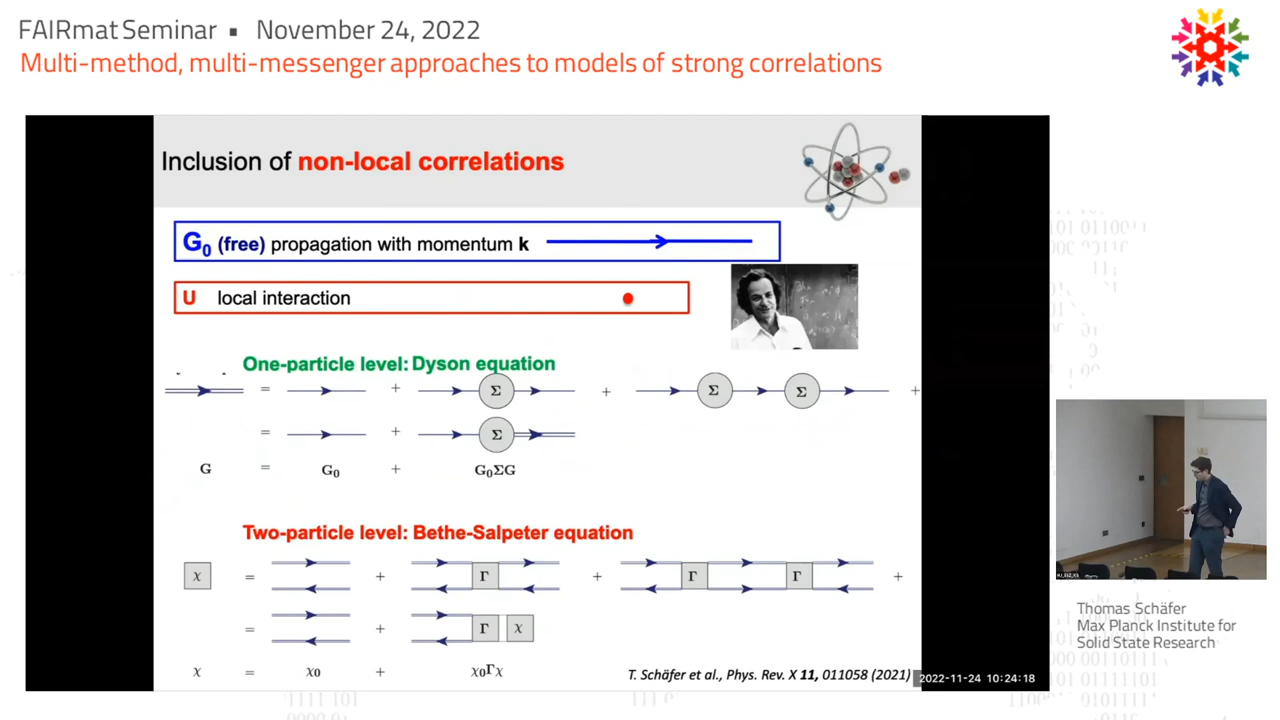 FAIRmat Seminar ▪ November 24, 2022
Multi-method, multi-messenger approaches to models of strong correlations
Inclusion of non-local correlations
G₀ (free) propagation with momentum k
U local interaction
One-particle level: Dyson equation
= + Σ + Σ Σ +
= + Σ
G = G₀ + G₀ΣG
Two-particle level: Bethe-Salpeter equation
χ = + Γ + Γ Γ +
= + Γ χ
χ = χ₀ + χ₀Γχ
T. Schäfer et al., Phys. Rev. X 11, 011058 (2021)
2022-11-24 10:24:18
Thomas Schäfer
Max Planck Institute for
Solid State Research